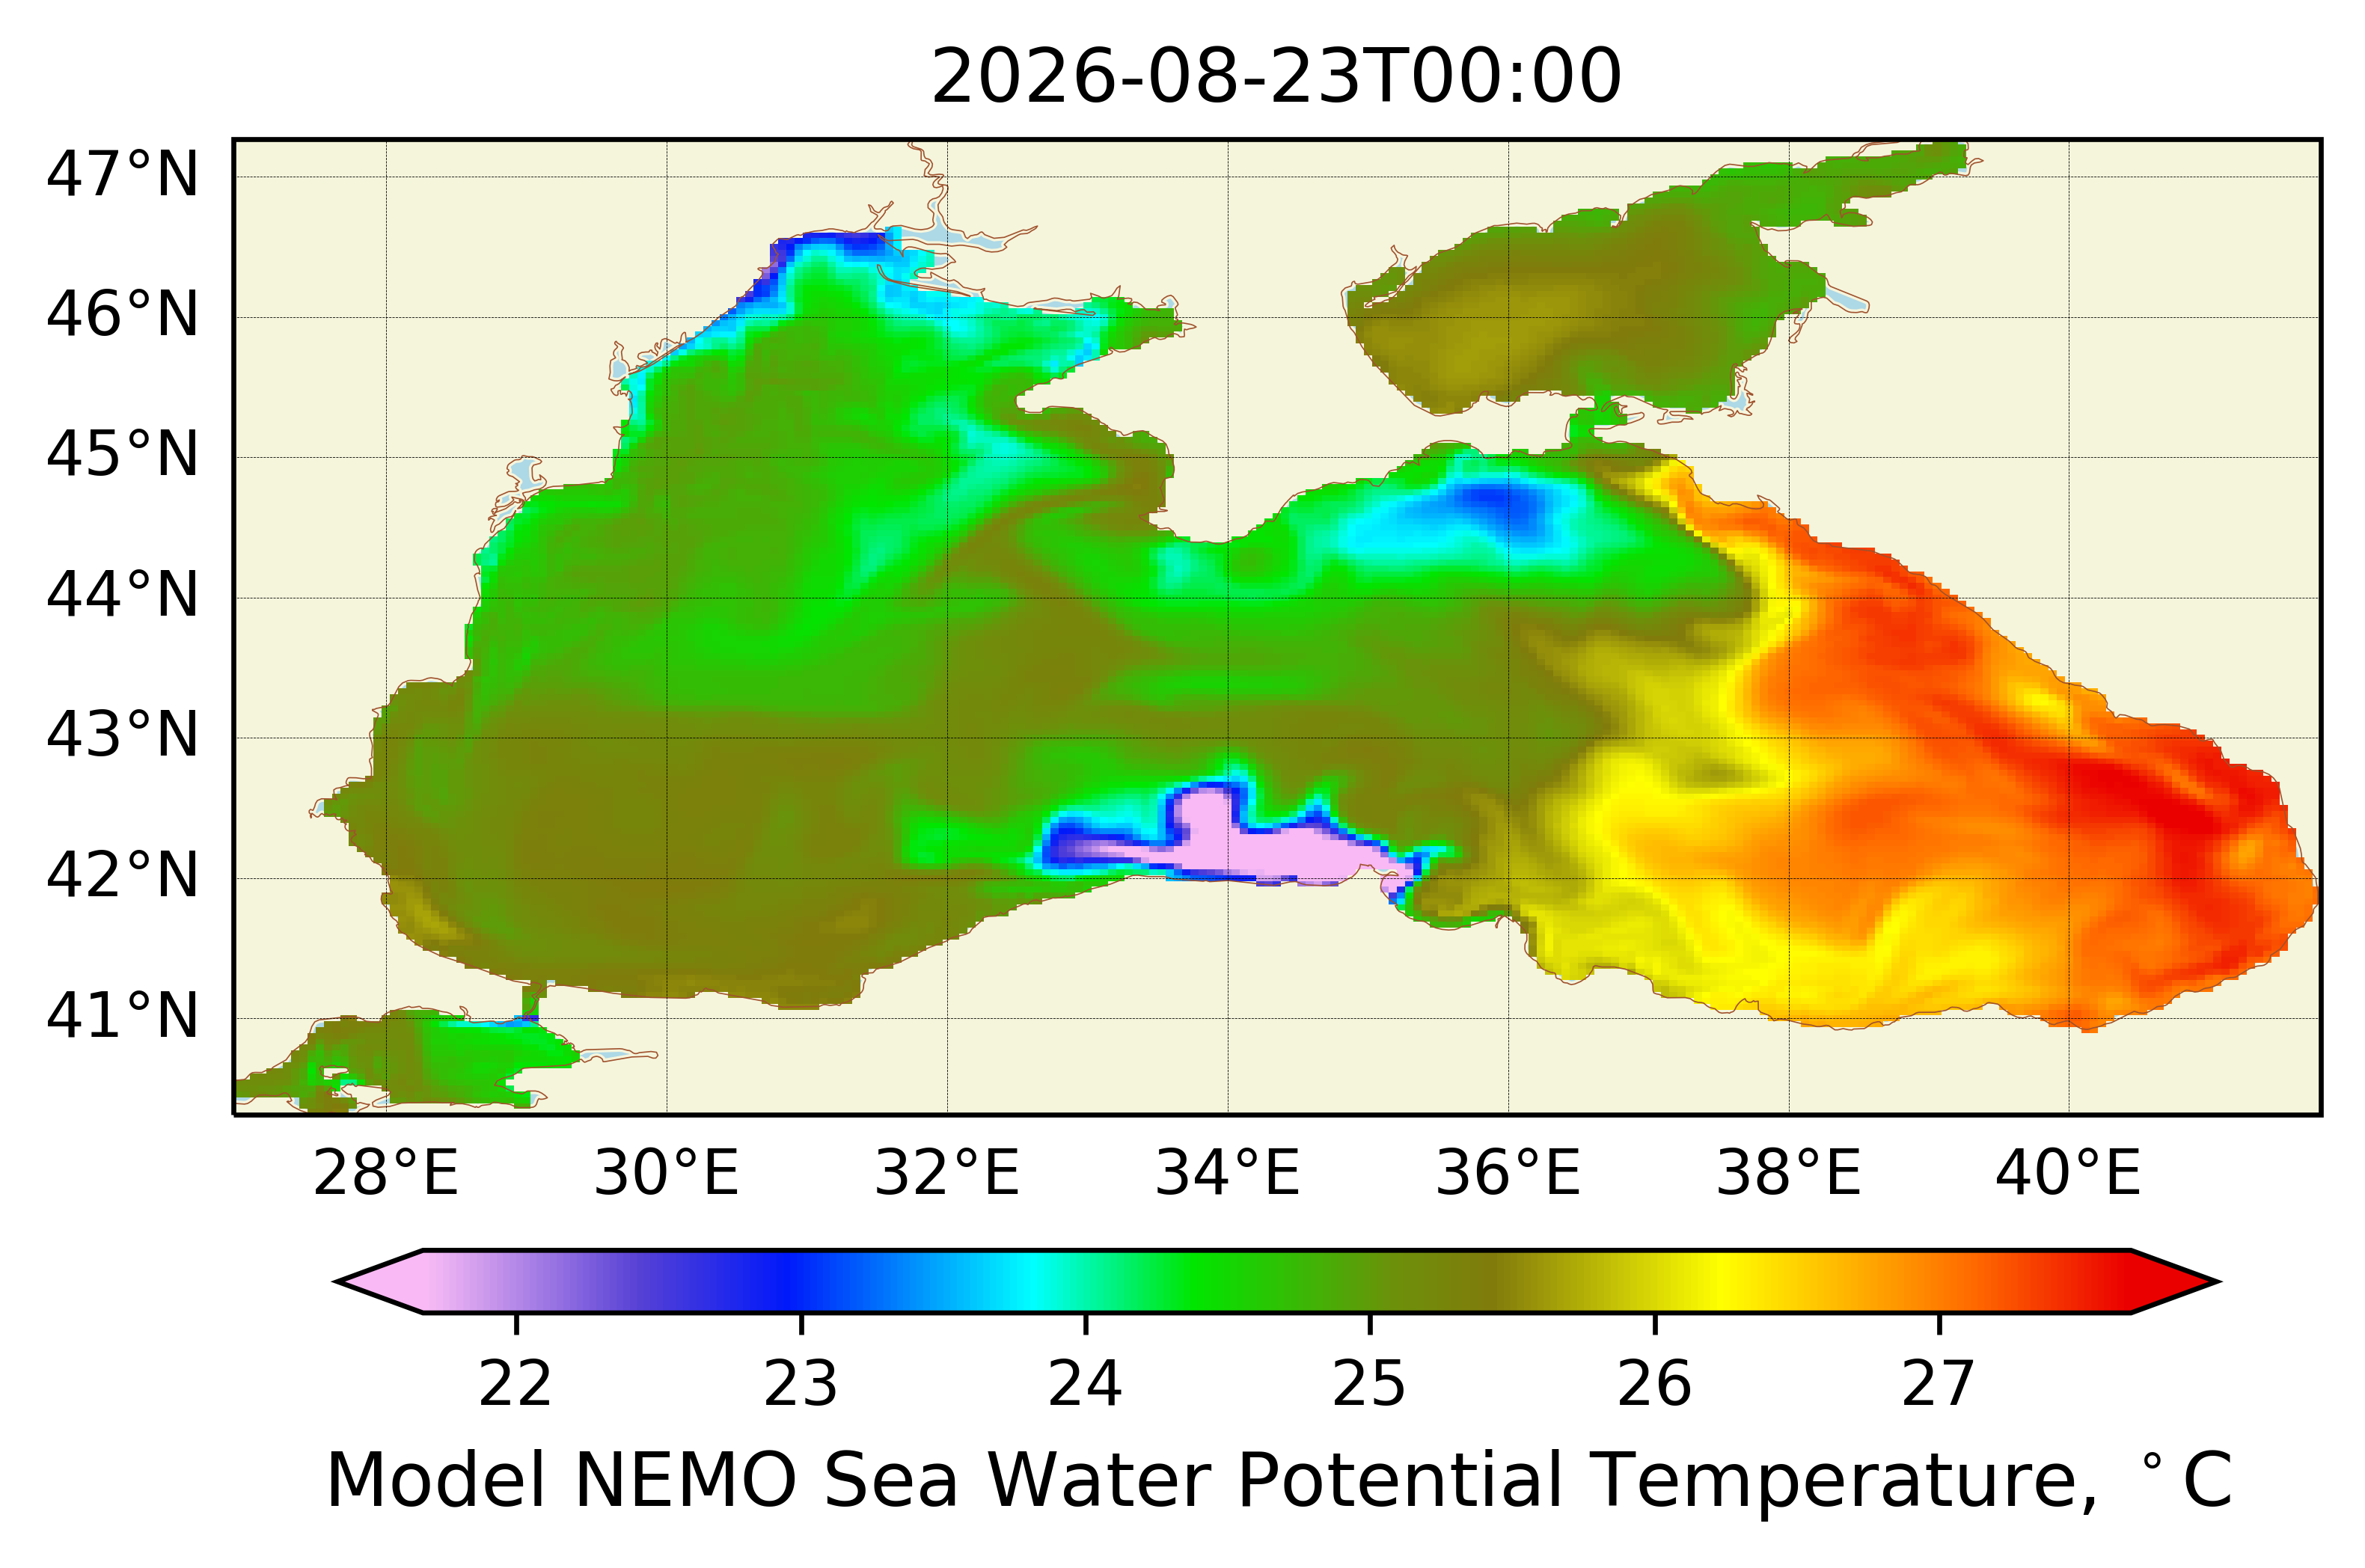 2026-08-23T00:00
47°N
46°N
45°N
44°N
43°N
42°N
41°N
28°E 30°E 32°E 34°E 36°E 38°E 40°E
22 23 24 25 26 27
Model NEMO Sea Water Potential Temperature, °C